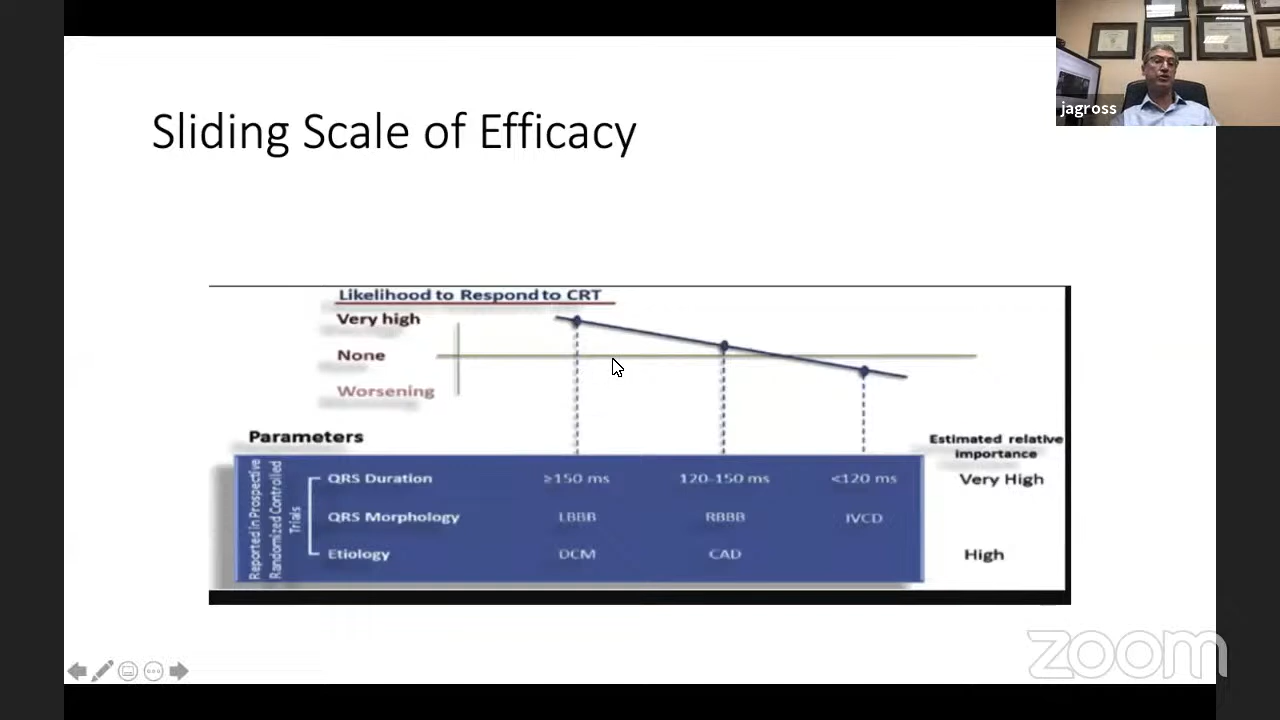 jagross
Sliding Scale of Efficacy
Likelihood to Respond to CRT
Very high
None
Worsening
Parameters
Estimated relative
importance
Reported in Prospective
Randomized Controlled
Trials
QRS Duration ≥150 ms 120-150 ms <120 ms Very High
QRS Morphology LBBB RBBB IVCD
Etiology DCM CAD High
zoom